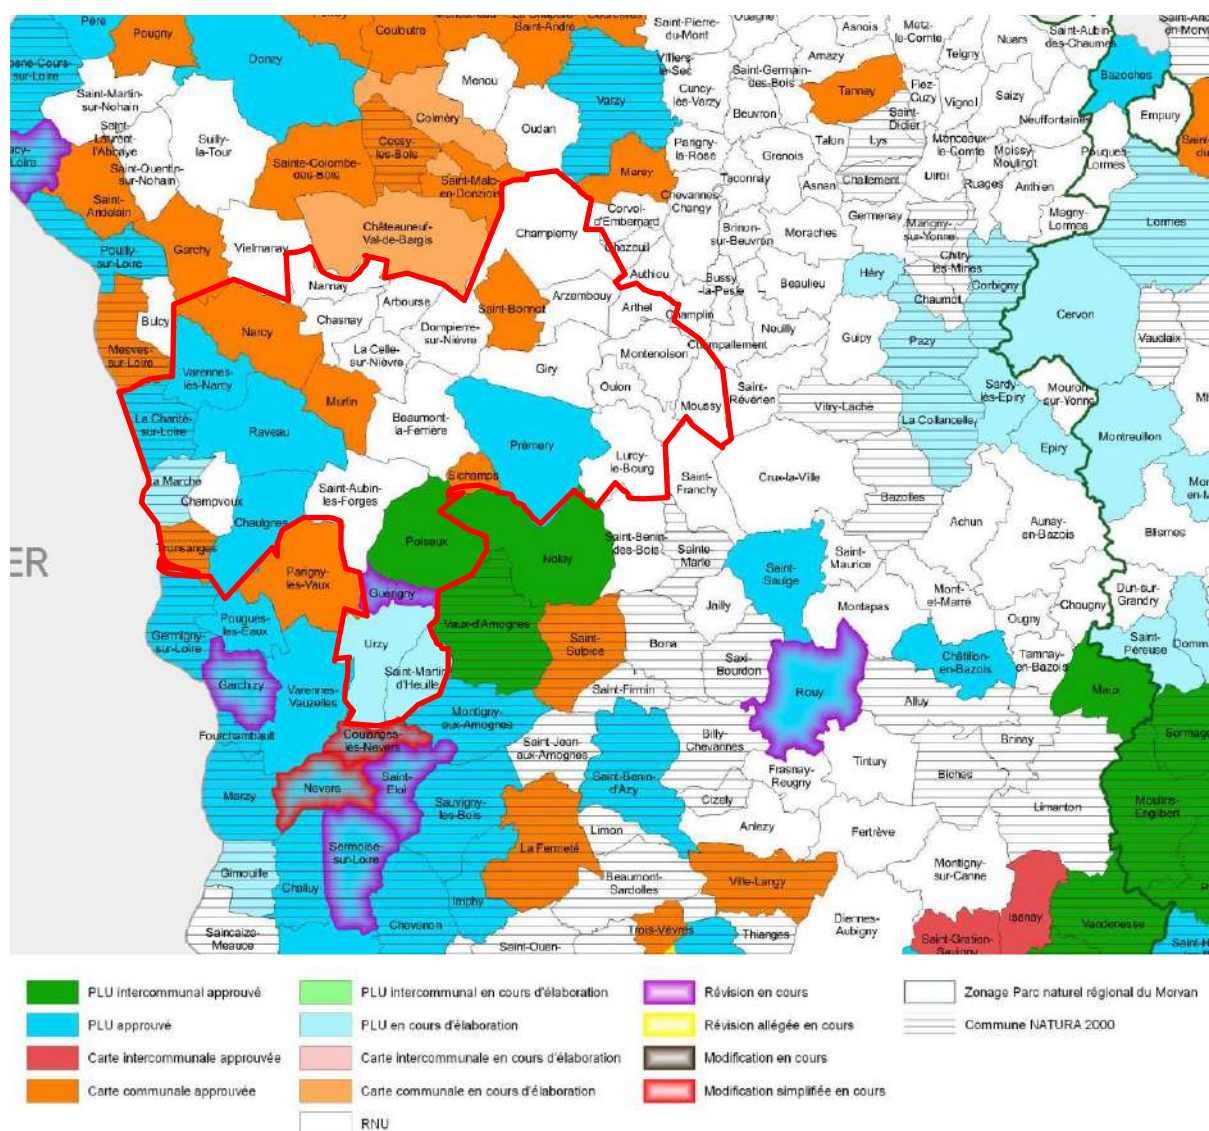 Pougny
Couloutre
Saint-André
Saint-Pierre-
du-Mont
Asnois
Metz-
le-Comte
Nuars
Saint-Aubin
des-Chaumes
Donzy
Menou
Amazy
Teigny
Bazoches
sur-Loire
Saint-Martin
sur-Nohain
Colméry
Oudan
Varzy
Saint-Germain
des-Bois
Cuncy-
lès-Varzy
Tannay
Flez-
Cuzy
Vignol
Saizy
Empury
Saint-
Laurent
l'Abbaye
Suilly-
la-Tour
Cessy-
les-Bois
Beuvron
Saint-
Didier
Neuffontaines
Parigny-
la-Rose
Talon
Lys
Monceaux-
le-Comte
Moissy-
Moulinot
Pouques-
Lormes
Saint-Quentin-
sur-Nohain
Sainte-Colombe-
des-Bois
Saint-Malo-
en-Donziois
Marcy
Grenois
Dirol
Saint-
Andelain
Chevannes-
Changy
Taconnay
Asnan
Challement
Ruages
Anthien
Pouilly-
sur-Loire
Garchy
Vielmanay
Châteauneuf-
Val-de-Bargis
Champlemy
Corvol-
d'Embernard
Brinon-
sur-Beuvron
Moraches
Germenay
Marigny-
sur-Yonne
Magny-
Lormes
Lormes
Chazeuil
Nannay
Authiou
Chitry
les-Mines
Corbigny
Héry
Bulcy
Narcy
Chasnay
Arbourse
Saint-Bonnot
Arzembouy
Arthel
Bussy
-la-Pesle
Beaulieu
Chaumot
Cervon
Champlin
Dompierre-
sur-Nièvre
Neuilly
Guipy
Pazy
Vauclaix
Mesves-
sur-Loire
La Celle-
sur-Nièvre
Montenoison
Champallement
Varennes-
lès-Narcy
Giry
Murlin
Oulon
Moussy
Saint-
Révérien
Vitry-Laché
Sardy-
lès-Epiry
Mouron-
sur-Yonne
La Charité-
sur-Loire
Raveau
Beaumont-
la-Ferrière
Prémery
La Collancelle
Epiry
Montreuillon
Lurcy-
le-Bourg
La Marche
Champvoux
Saint-Aubin
les-Forges
Sichamps
Saint-
Franchy
Crux-la-Ville
Bazolles
Chaulgnes
Poiseux
Nolay
Saint-Benin
des-Bois
Achun
Aunay-
en-Bazois
Blismes
ER
Tronsanges
Parigny-
les-Vaux
Sainte-
Marie
Saint-
Saulge
Saint-
Maurice
Guérigny
Mont-
et-Marré
Dun-sur-
Grandry
Germigny-
sur-Loire
Pougues-
les-Eaux
Vaux-d'Amognes
Jailly
Montapas
Ougny
Chougny
Urzy
Saint-
Sulpice
Bona
Saint-
Péreuse
Saint-Martin
d'Heuille
Saxi-
Bourdon
Châtillon-
en-Bazois
Tamnay-
en-Bazois
Garchizy
Varennes-
Vauzelles
Saint-Firmin
Rouy
Alluy
Maux
Fourchambault
Montigny-
aux-Amognes
Coulanges-
lès-Nevers
Saint-Jean-
aux-Amognes
Billy-
Chevannes
Brinay
Nevers
Saint-
Eloi
Saint-Benin-
d'Azy
Frasnay-
Reugny
Tintury
Biches
Marzy
Sauvigny-
les-Bois
Cizely
Limanton
Moulins-
Engilbert
Limon
Anlezy
Fertrève
Sermoise-
sur-Loire
La Fermeté
Gimouille
Challuy
Imphy
Beaumont-
Sardolles
Ville-Langy
Montigny-
sur-Canne
Isenay
Vandenesse
Saincaize-
Meauce
Chevenon
Saint-Ouen-
Trois-Vèvres
Thianges
Diennes-
Aubigny
Saint-Gratien-
Savigny
PLU intercommunal approuvé
PLU intercommunal en cours d'élaboration
Révision en cours
Zonage Parc naturel régional du Morvan
PLU approuvé
PLU en cours d'élaboration
Révision allégée en cours
Commune NATURA 2000
Carte intercommunale approuvée
Carte intercommunale en cours d'élaboration
Modification en cours
Carte communale approuvée
Carte communale en cours d'élaboration
Modification simplifiée en cours
RNU